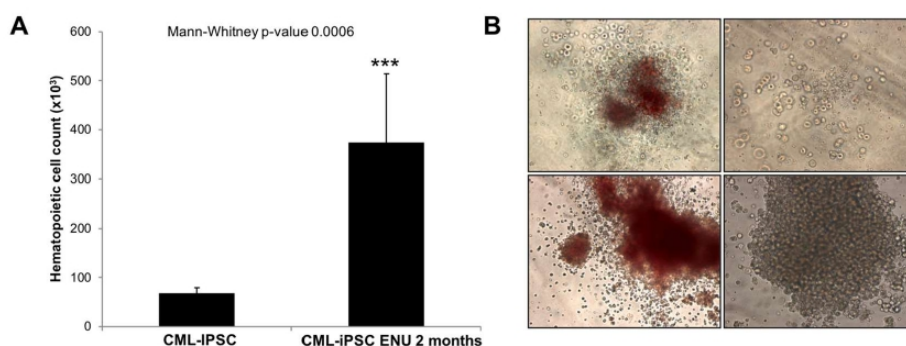 A
B
Mann-Whitney p-value 0.0006
***
Hematopoietic cell count (x10³)
600
500
400
300
200
100
0
CML-IPSC
CML-iPSC ENU 2 months